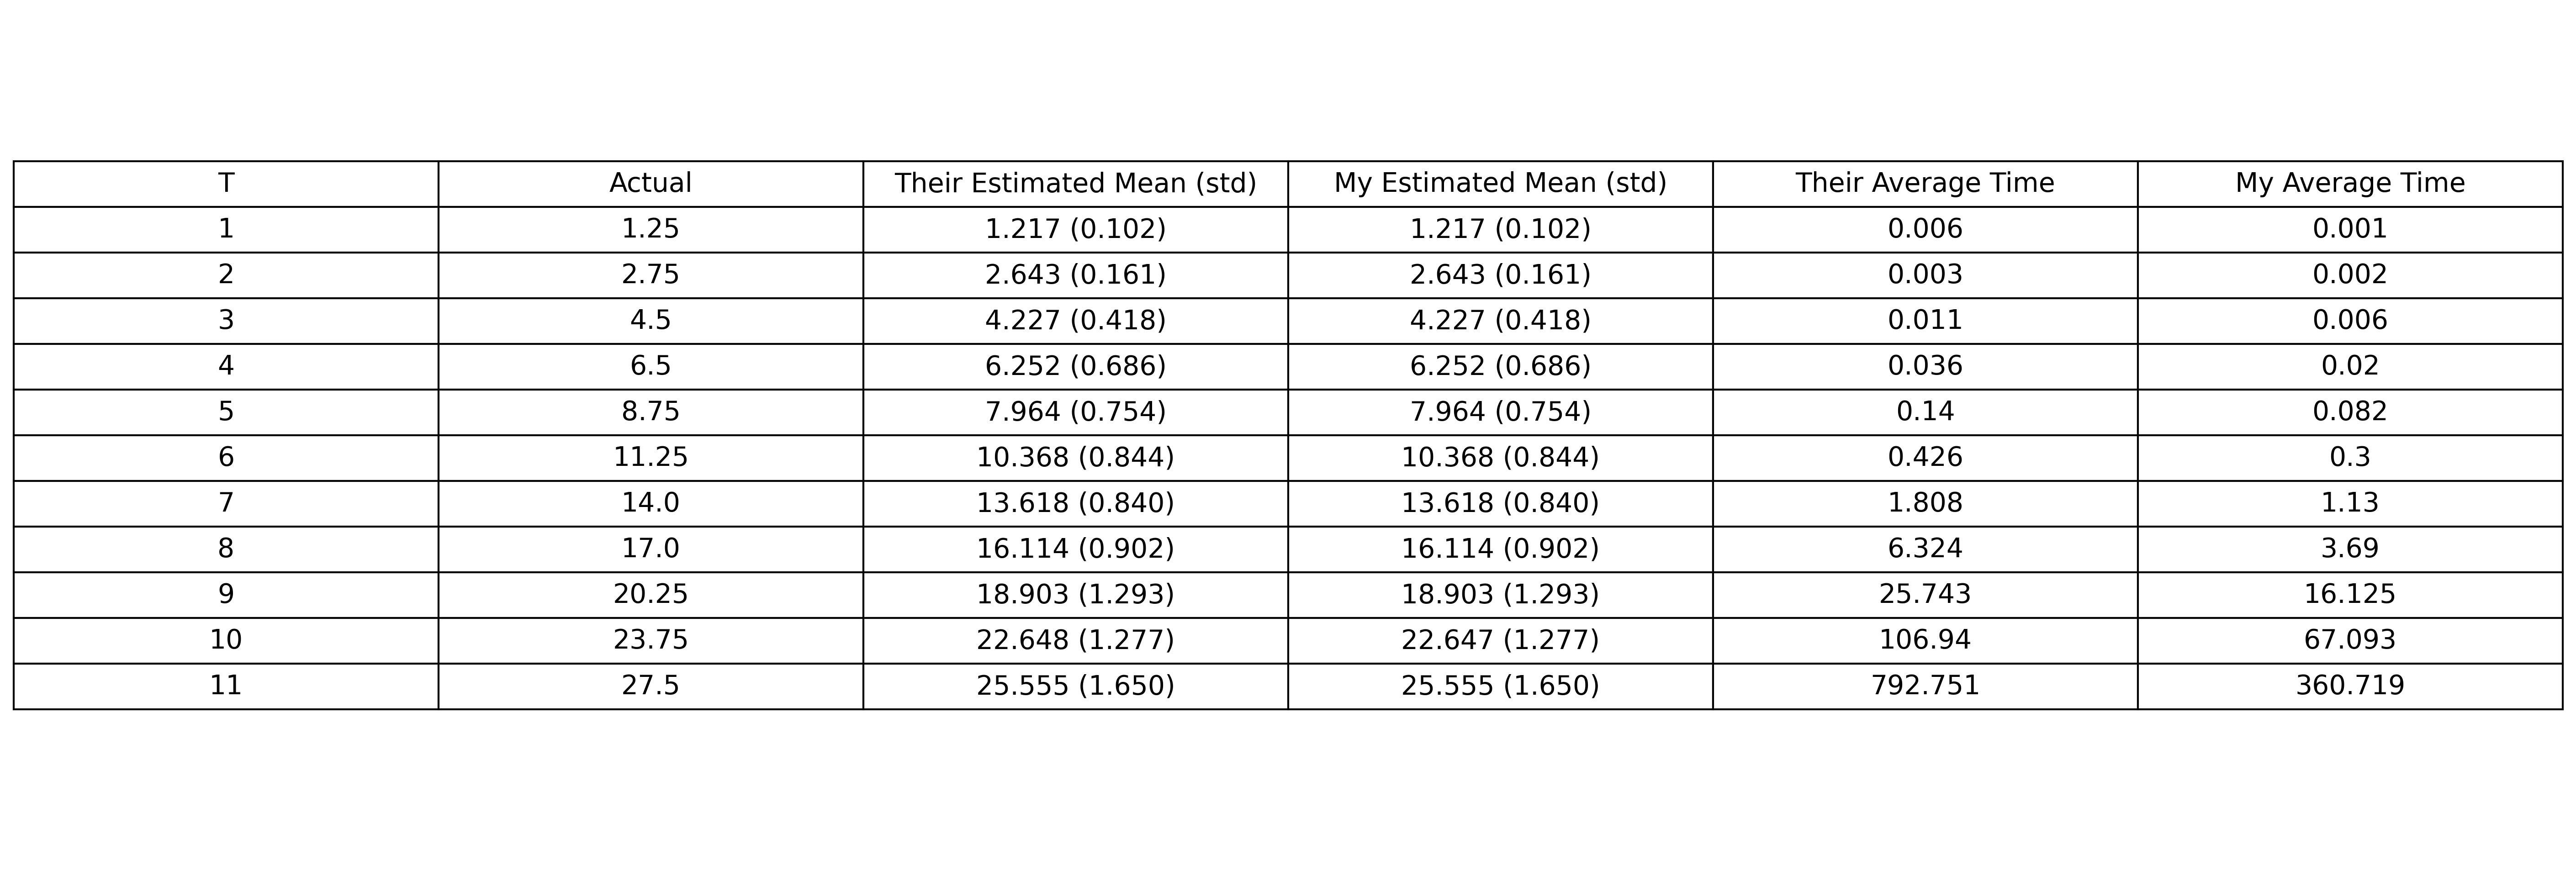 T Actual Their Estimated Mean (std) My Estimated Mean (std) Their Average Time My Average Time
1 1.25 1.217 (0.102) 1.217 (0.102) 0.006 0.001
2 2.75 2.643 (0.161) 2.643 (0.161) 0.003 0.002
3 4.5 4.227 (0.418) 4.227 (0.418) 0.011 0.006
4 6.5 6.252 (0.686) 6.252 (0.686) 0.036 0.02
5 8.75 7.964 (0.754) 7.964 (0.754) 0.14 0.082
6 11.25 10.368 (0.844) 10.368 (0.844) 0.426 0.3
7 14.0 13.618 (0.840) 13.618 (0.840) 1.808 1.13
8 17.0 16.114 (0.902) 16.114 (0.902) 6.324 3.69
9 20.25 18.903 (1.293) 18.903 (1.293) 25.743 16.125
10 23.75 22.648 (1.277) 22.647 (1.277) 106.94 67.093
11 27.5 25.555 (1.650) 25.555 (1.650) 792.751 360.719